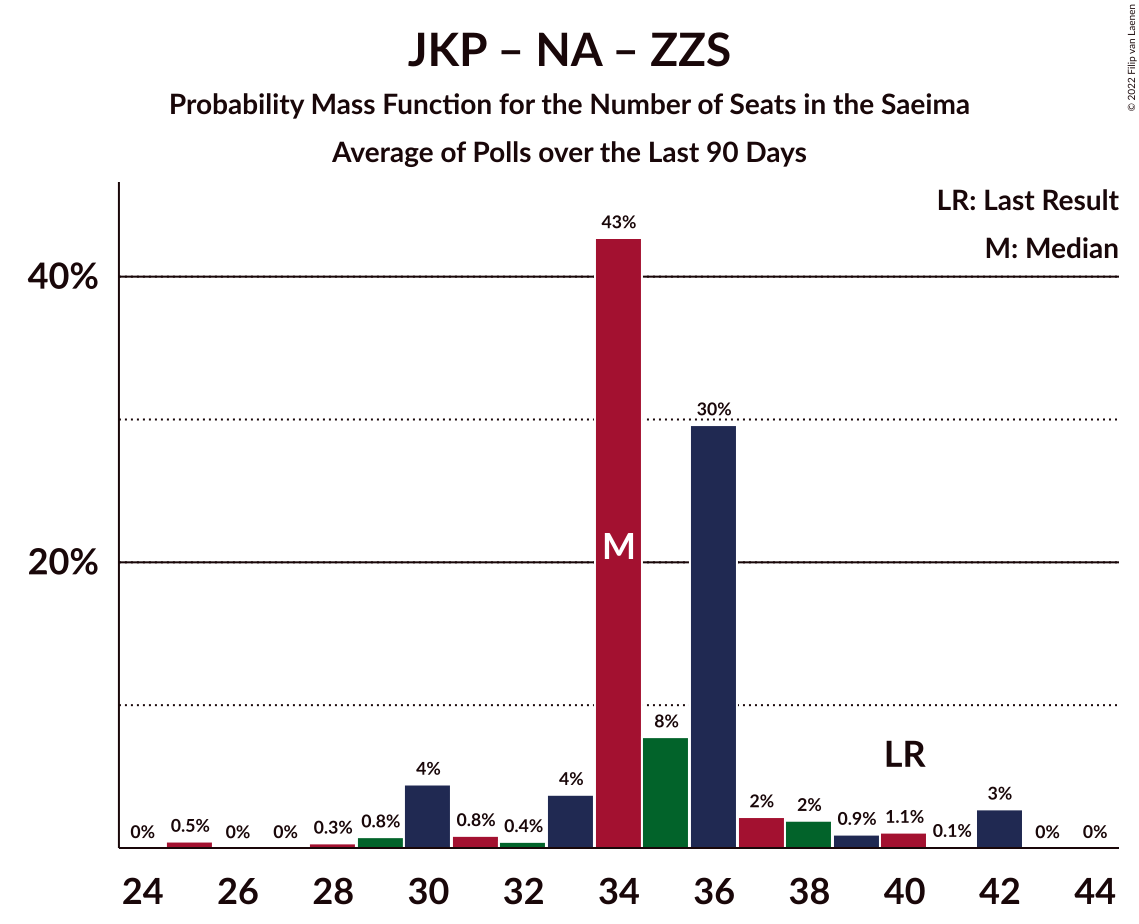 JKP – NA – ZZS
Probability Mass Function for the Number of Seats in the Saeima
Average of Polls over the Last 90 Days
© 2022 Filip van Laenen
LR: Last Result
M: Median
40%
20%
0%
0.5%
0%
0%
0.3%
0.8%
4%
0.8%
0.4%
4%
43%
M
8%
30%
2%
2%
0.9%
LR
1.1%
0.1%
3%
0%
0%
24 26 28 30 32 34 36 38 40 42 44